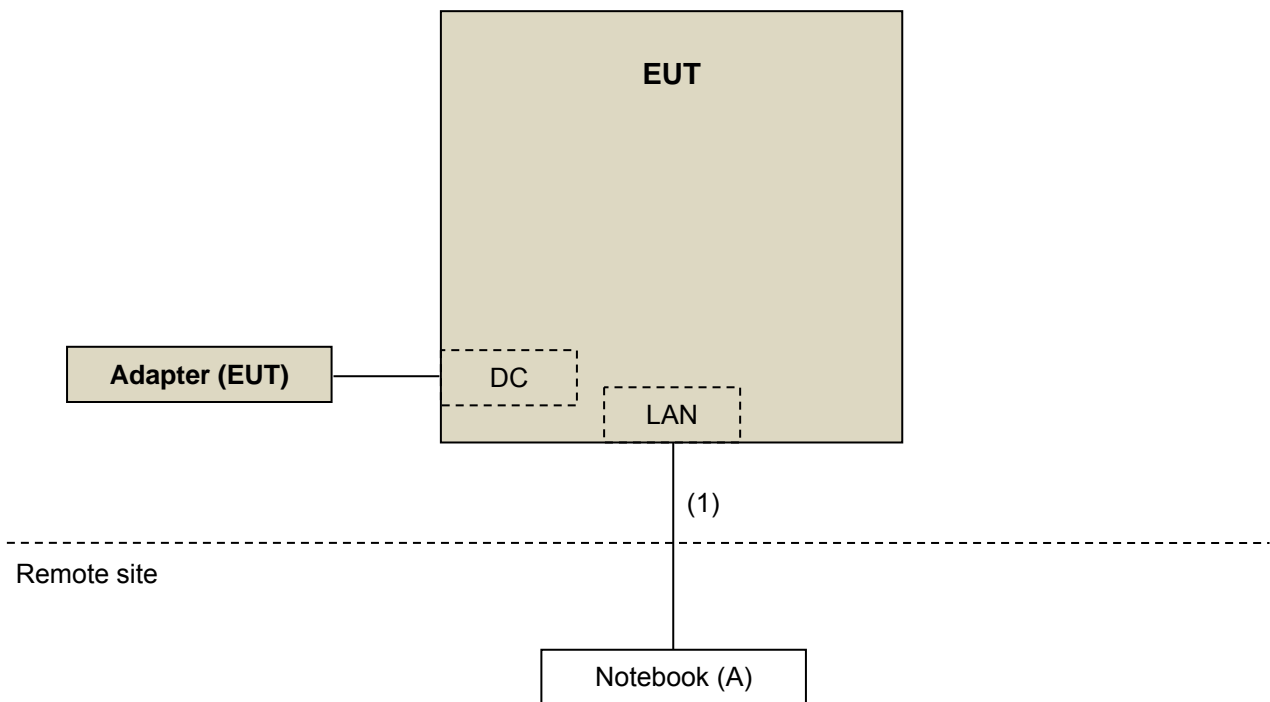 EUT
Adapter (EUT)
DC
LAN
(1)
Remote site
Notebook (A)